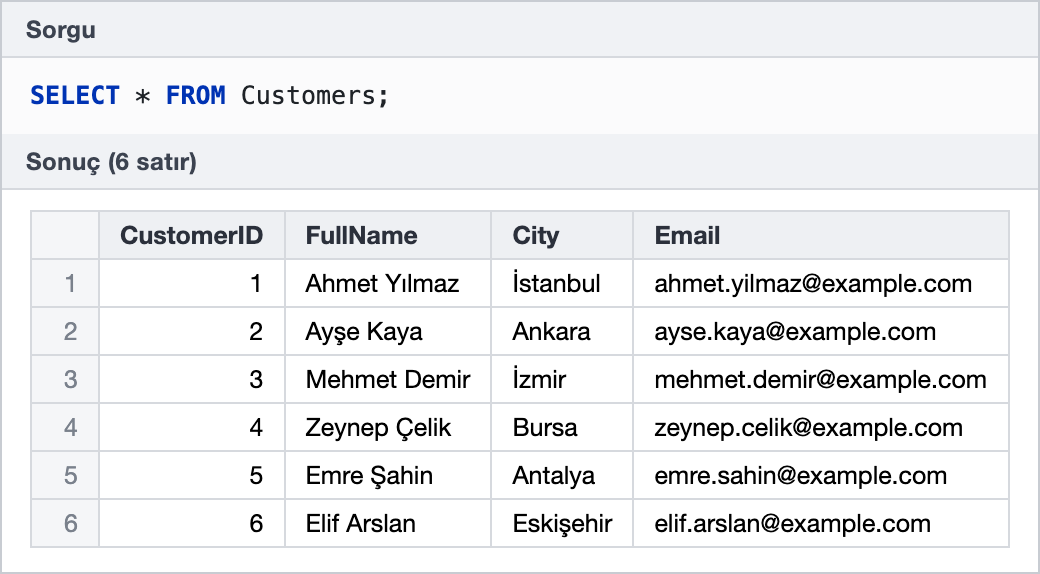 Sorgu
SELECT * FROM Customers;
Sonuç (6 satır)
CustomerID FullName City Email
1 1 Ahmet Yılmaz İstanbul ahmet.yilmaz@example.com
2 2 Ayşe Kaya Ankara ayse.kaya@example.com
3 3 Mehmet Demir İzmir mehmet.demir@example.com
4 4 Zeynep Çelik Bursa zeynep.celik@example.com
5 5 Emre Şahin Antalya emre.sahin@example.com
6 6 Elif Arslan Eskişehir elif.arslan@example.com